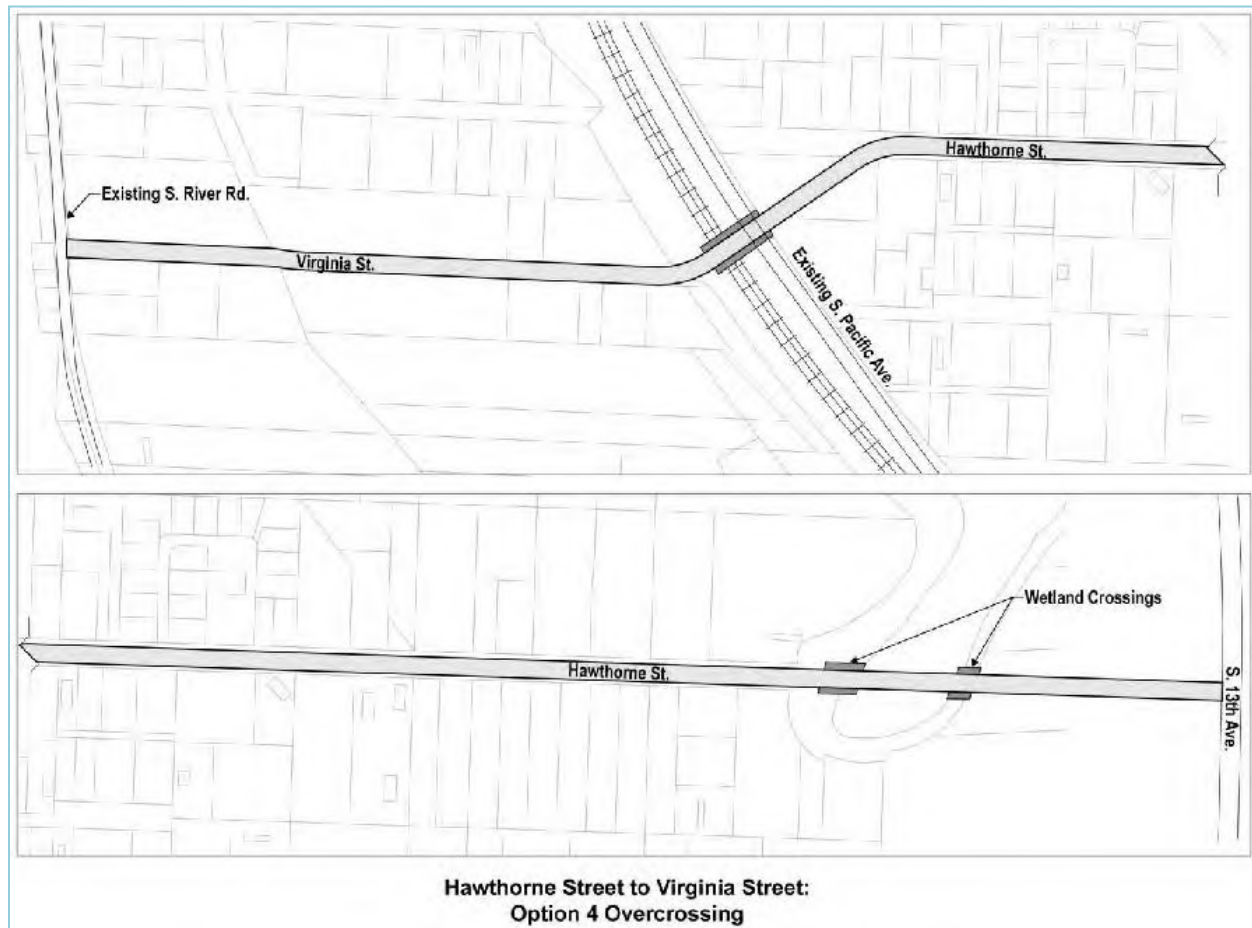 Hawthorne St.
Existing S. River Rd.
Virginia St.
Existing S. Pacific Ave.
Wetland Crossings
Hawthorne St.
S. 13th Ave.
Hawthorne Street to Virginia Street:
Option 4 Overcrossing